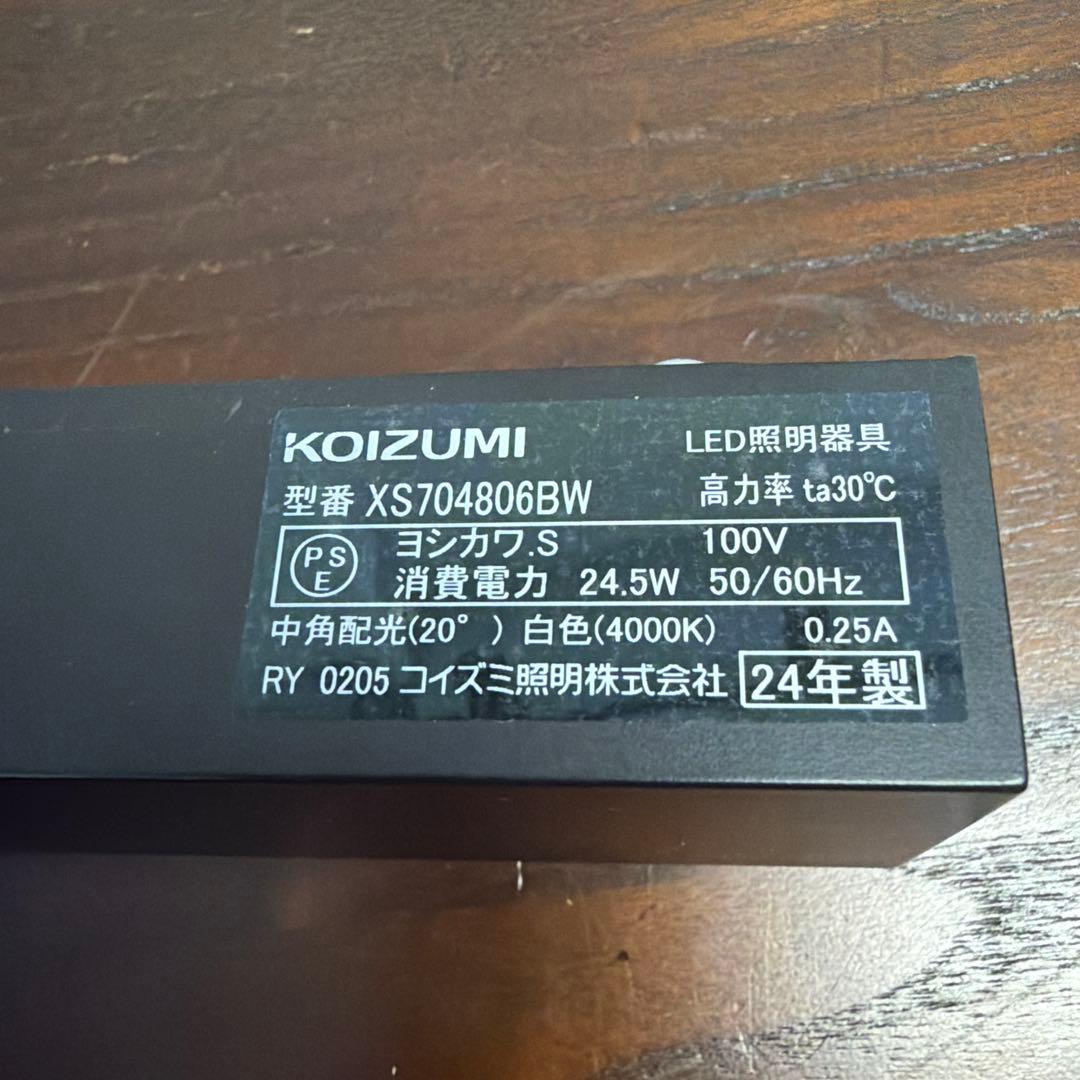 KOIZUMI LED照明器具
型番 XS704806BW 高力率 ta30℃
PSE ヨシカワ.S 100V
消費電力 24.5W 50/60Hz
中角配光(20°) 白色(4000K) 0.25A
RY 0205 コイズミ照明株式会社 24年製